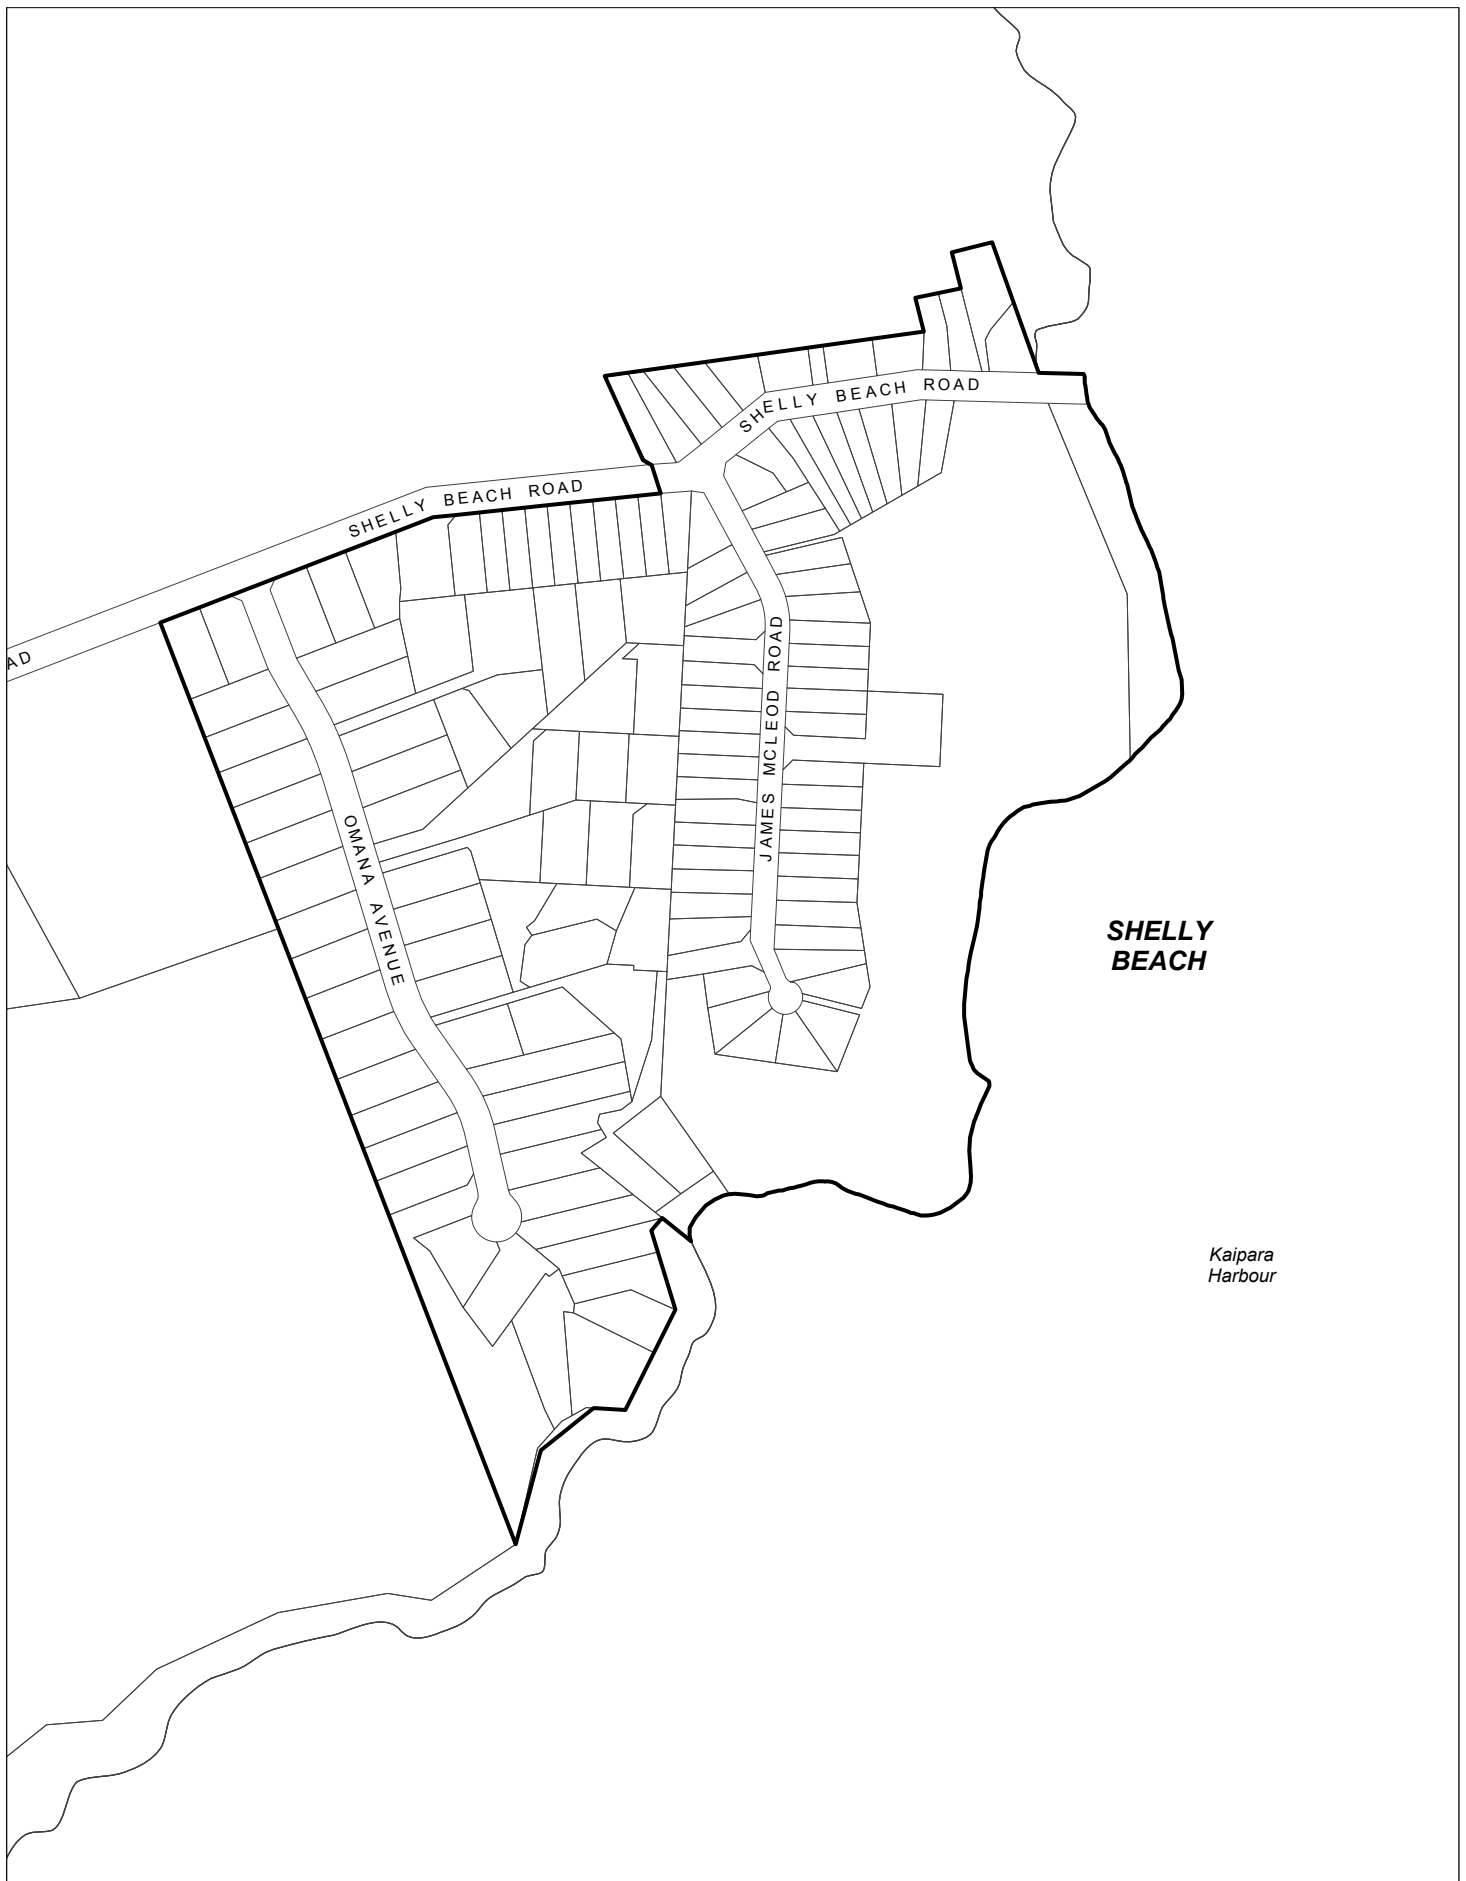 SHELLY BEACH ROAD
SHELLY BEACH ROAD
AD
JAMES MCLEOD ROAD
OMANA AVENUE
SHELLY
BEACH
Kaipara
Harbour